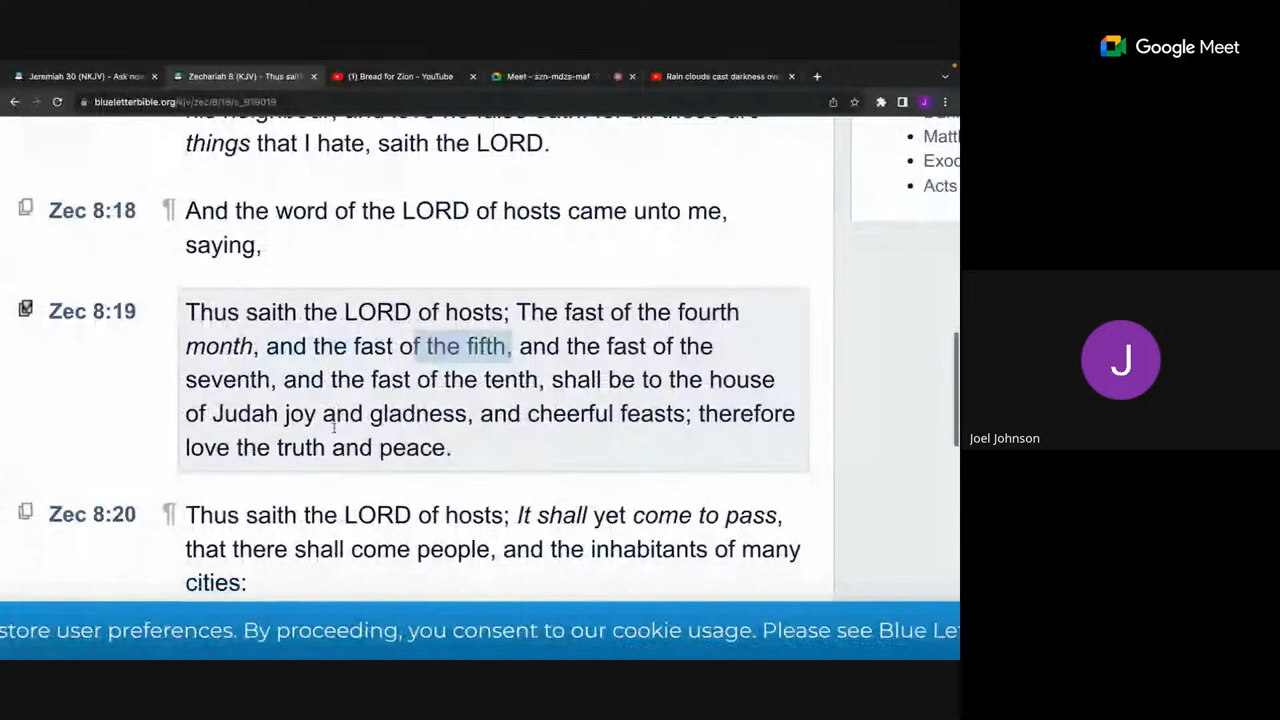 Google Meet
Jeremiah 30 (NKJV) - Ask now
Zechariah 8 (KJV) - Thus sait
(1) Bread for Zion - YouTube
Meet – szn-mdzs-maf
Rain clouds cast darkness ov
blueletterbible.org/kjv/zec/8/19/s_919019
things that I hate, saith the LORD.
Matt
Exod
Acts
Zec 8:18 ¶ And the word of the LORD of hosts came unto me,
saying,
Zec 8:19 Thus saith the LORD of hosts; The fast of the fourth
month, and the fast of the fifth, and the fast of the
seventh, and the fast of the tenth, shall be to the house
of Judah joy and gladness, and cheerful feasts; therefore
love the truth and peace.
Zec 8:20 ¶ Thus saith the LORD of hosts; It shall yet come to pass,
that there shall come people, and the inhabitants of many
cities:
store user preferences. By proceeding, you consent to our cookie usage. Please see Blue Le
J
Joel Johnson